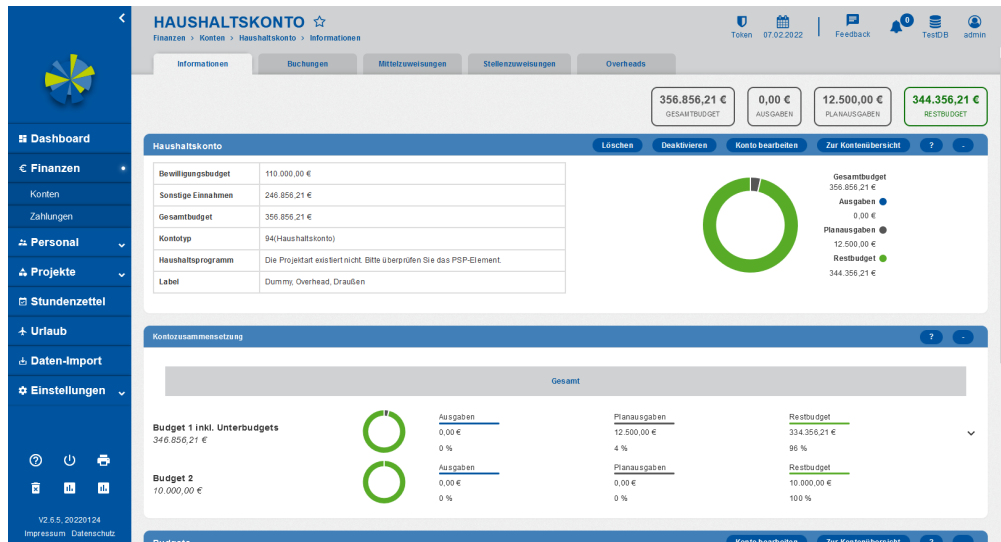 HAUSHALTSKONTO
Finanzen > Konten > Haushaltskonto > Informationen
Token
07.02.2022
Feedback
0
TestDB
admin
Informationen
Buchungen
Mittelzuweisungen
Stellenzuweisungen
Overheads
356.856,21 €
GESAMTBUDGET
0,00 €
AUSGABEN
12.500,00 €
PLANAUSGABEN
344.356,21 €
RESTBUDGET
Dashboard
€ Finanzen
Konten
Zahlungen
Personal
Projekte
Stundenzettel
Urlaub
Daten-Import
Einstellungen
V2.6.5, 20220124
Impressum Datenschutz
Haushaltskonto
Löschen
Deaktivieren
Konto bearbeiten
Zur Kontenübersicht
?
-
Bewilligungsbudget 110.000,00 €
Sonstige Einnahmen 246.856,21 €
Gesamtbudget 356.856,21 €
Kontotyp 94(Haushaltskonto)
Haushaltsprogramm Die Projektart existiert nicht. Bitte überprüfen Sie das PSP-Element.
Label Dummy, Overhead, Draußen
Gesamtbudget
356.856,21 €
Ausgaben
0,00 €
Planausgaben
12.500,00 €
Restbudget
344.356,21 €
Kontozusammensetzung
?
-
Gesamt
Budget 1 inkl. Unterbudgets
346.856,21 €
Ausgaben
0,00 €
0 %
Planausgaben
12.500,00 €
4 %
Restbudget
334.356,21 €
96 %
Budget 2
10.000,00 €
Ausgaben
0,00 €
0 %
Planausgaben
0,00 €
0 %
Restbudget
10.000,00 €
100 %
Budgets
Konto bearbeiten
Zur Kontenübersicht
?
-